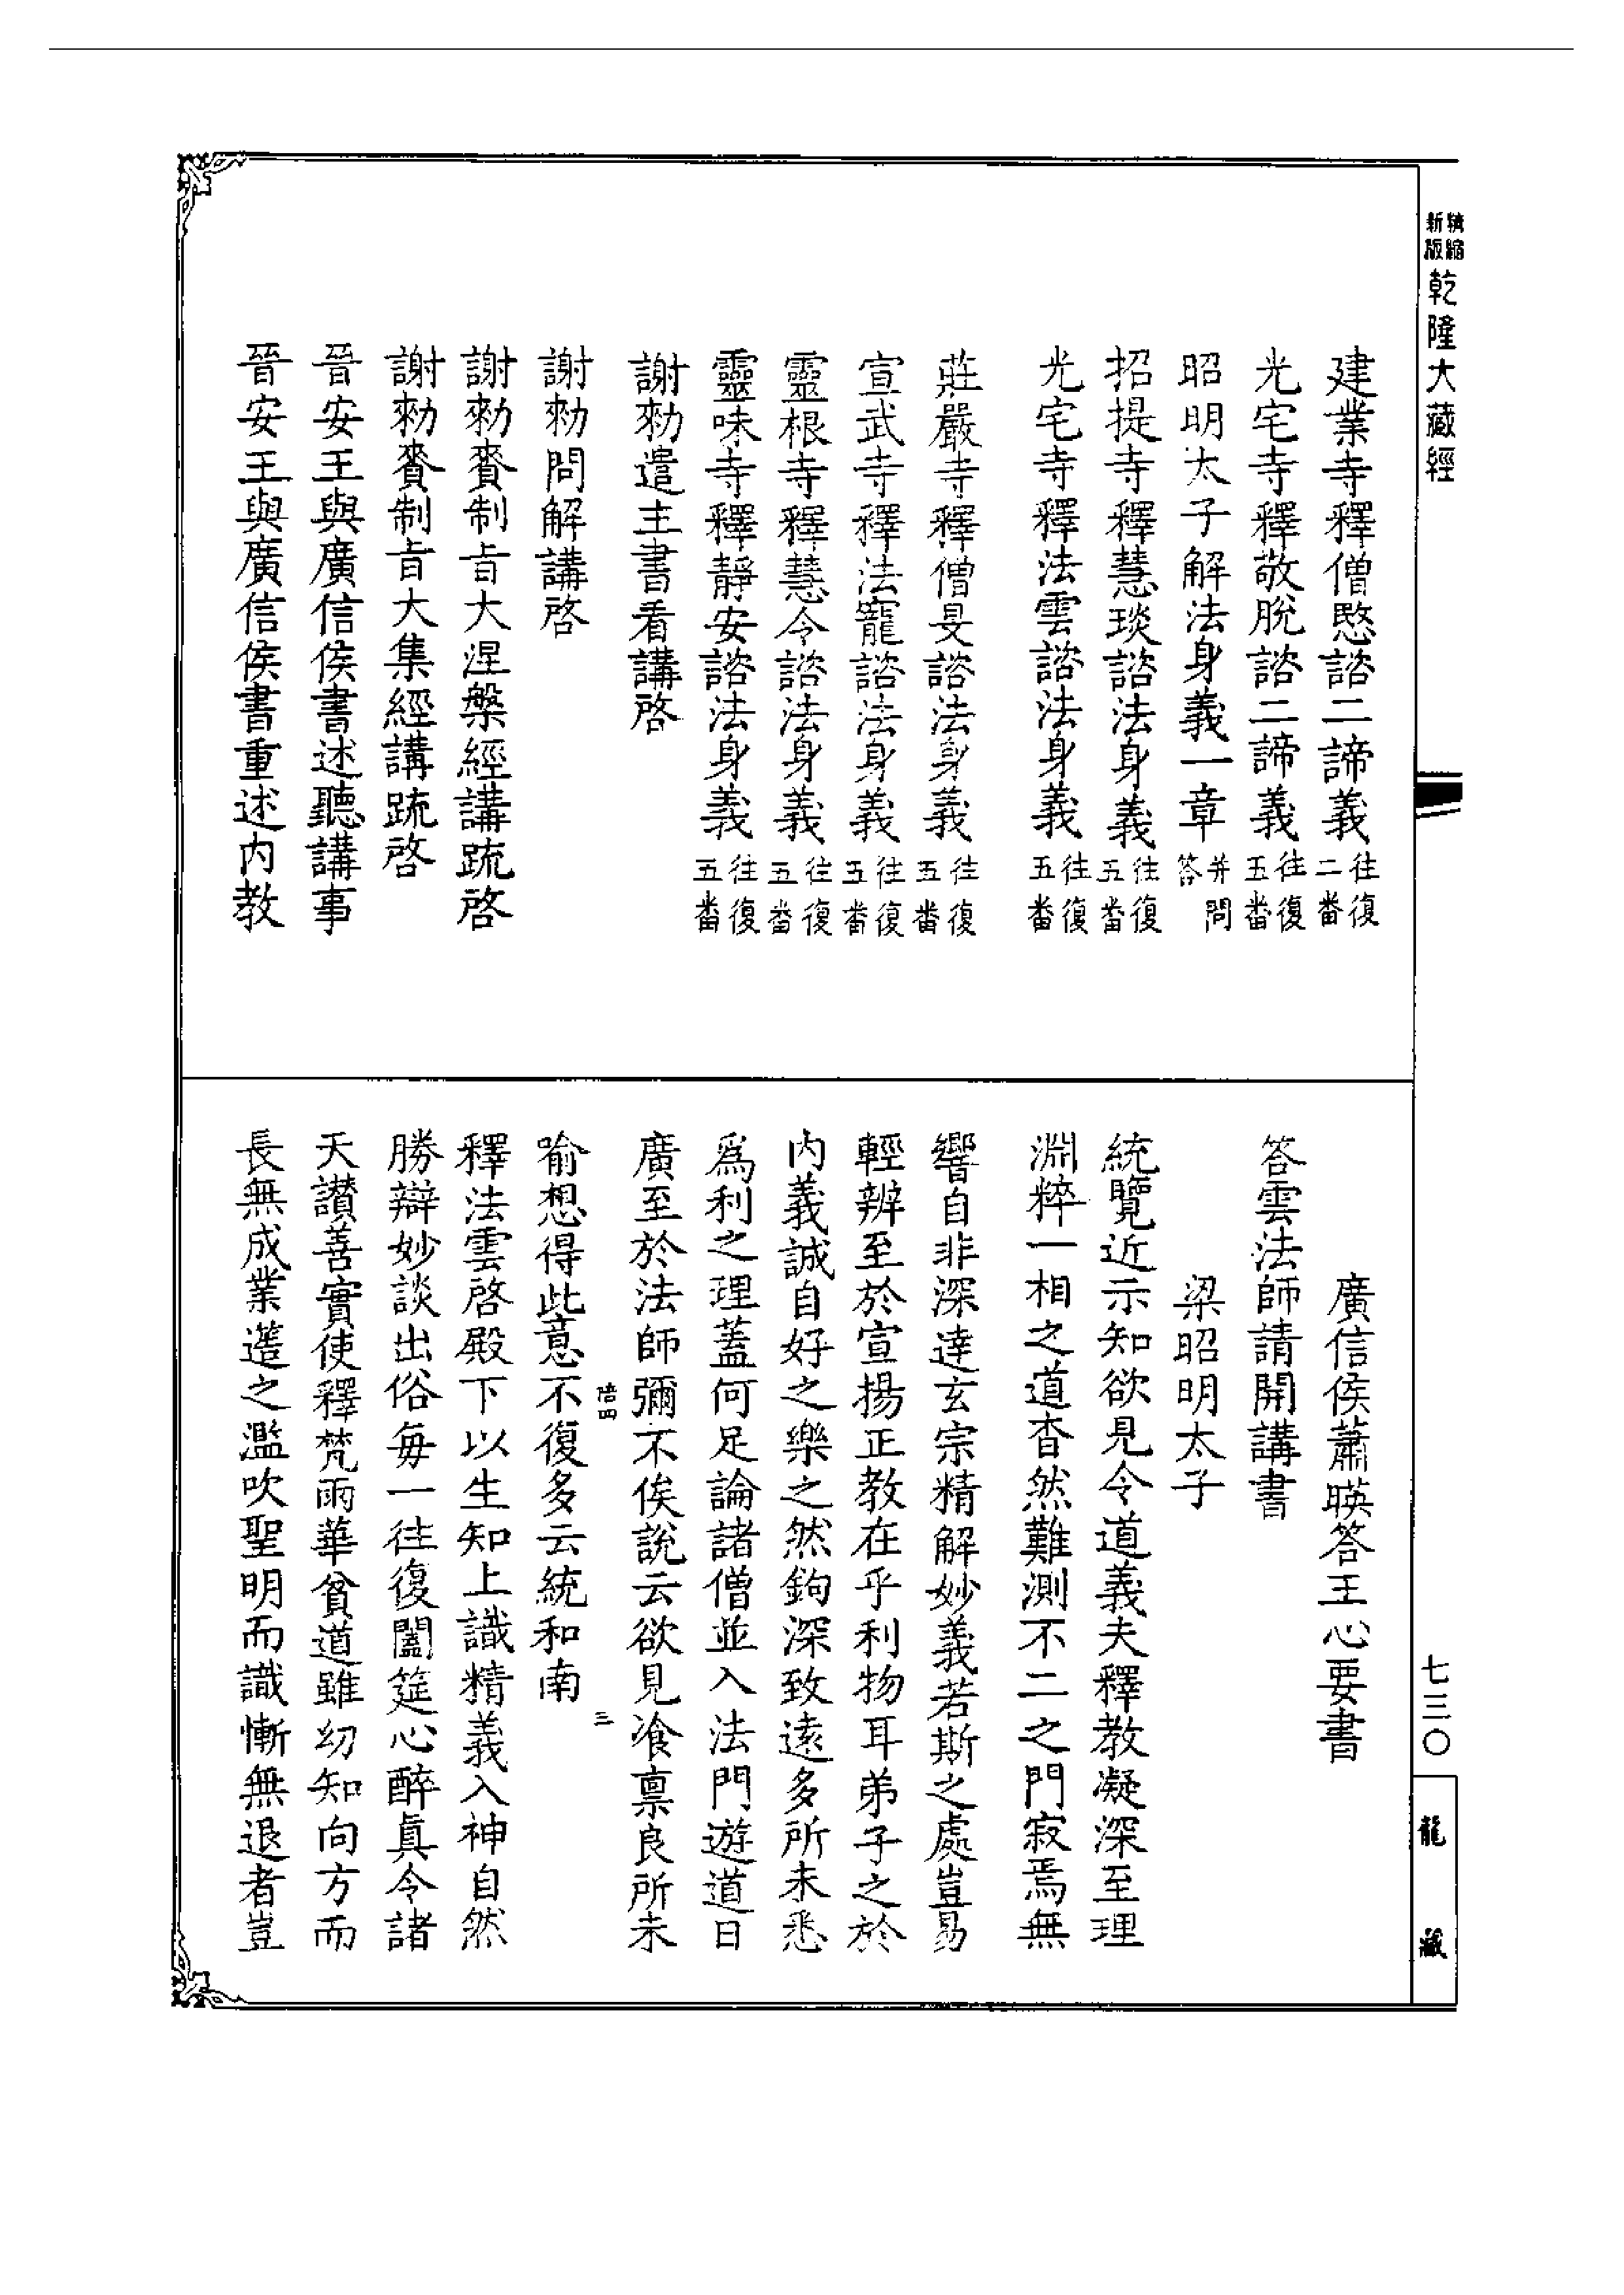 精縮新版乾隆大藏經
建業寺釋僧愍諮二諦義往復二番
光宅寺釋敬脫諮二諦義往復五番
昭明太子解法身義一章并問答
招提寺釋慧琰諮法身義往復五番
光宅寺釋法雲諮法身義往復五番
莊嚴寺釋僧旻諮法身義往復五番
宣武寺釋法寵諮法身義往復五番
靈根寺釋慧令諮法身義往復五番
靈味寺釋靜安諮法身義往復五番
謝勑遣主書看講啓
謝勑問解講啓
謝勑賚制旨大涅槃經講疏啓
謝勑賚制旨大集經講疏啓
晉安王與廣信侯書述聽講事
晉安王與廣信侯書重述內教
廣信侯蕭暎答王心要書
答雲法師請開講書
梁昭明太子
統覽近示知欲見令道義夫釋教凝深至理
淵粹一相之道杳然難測不二之門寂焉無
響自非深達玄宗精解妙義若斯之處豈易
輕辨至於宣揚正教在乎利物耳弟子之於
內義誠自好之樂之然鉤深致遠多所未悉
爲利之理蓋何足論諸僧並入法門遊道日
廣至於法師彌不俟說云欲見飡禀良所未
喻想得此意不復多云統和南
釋法雲啓殿下以生知上識精義入神自然
勝辯妙談出俗每一往復闔筵心醉眞令諸
天讃善實使釋梵雨華貧道雖幼知向方而
長無成業遙之濫吹聖明而識慚無退者豈
四
三
七三〇
龍藏